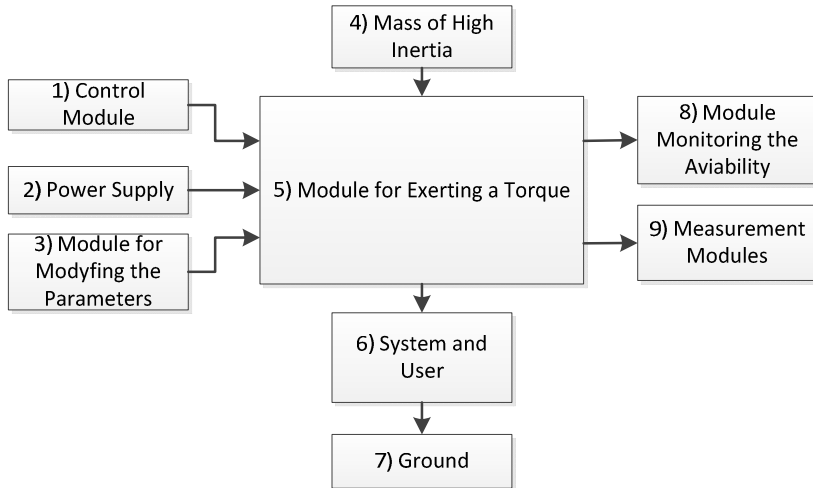 4) Mass of High
Inertia
1) Control
Module
2) Power Supply
3) Module for
Modyfing the
Parameters
5) Module for Exerting a Torque
8) Module
Monitoring the
Aviability
9) Measurement
Modules
6) System and
User
7) Ground